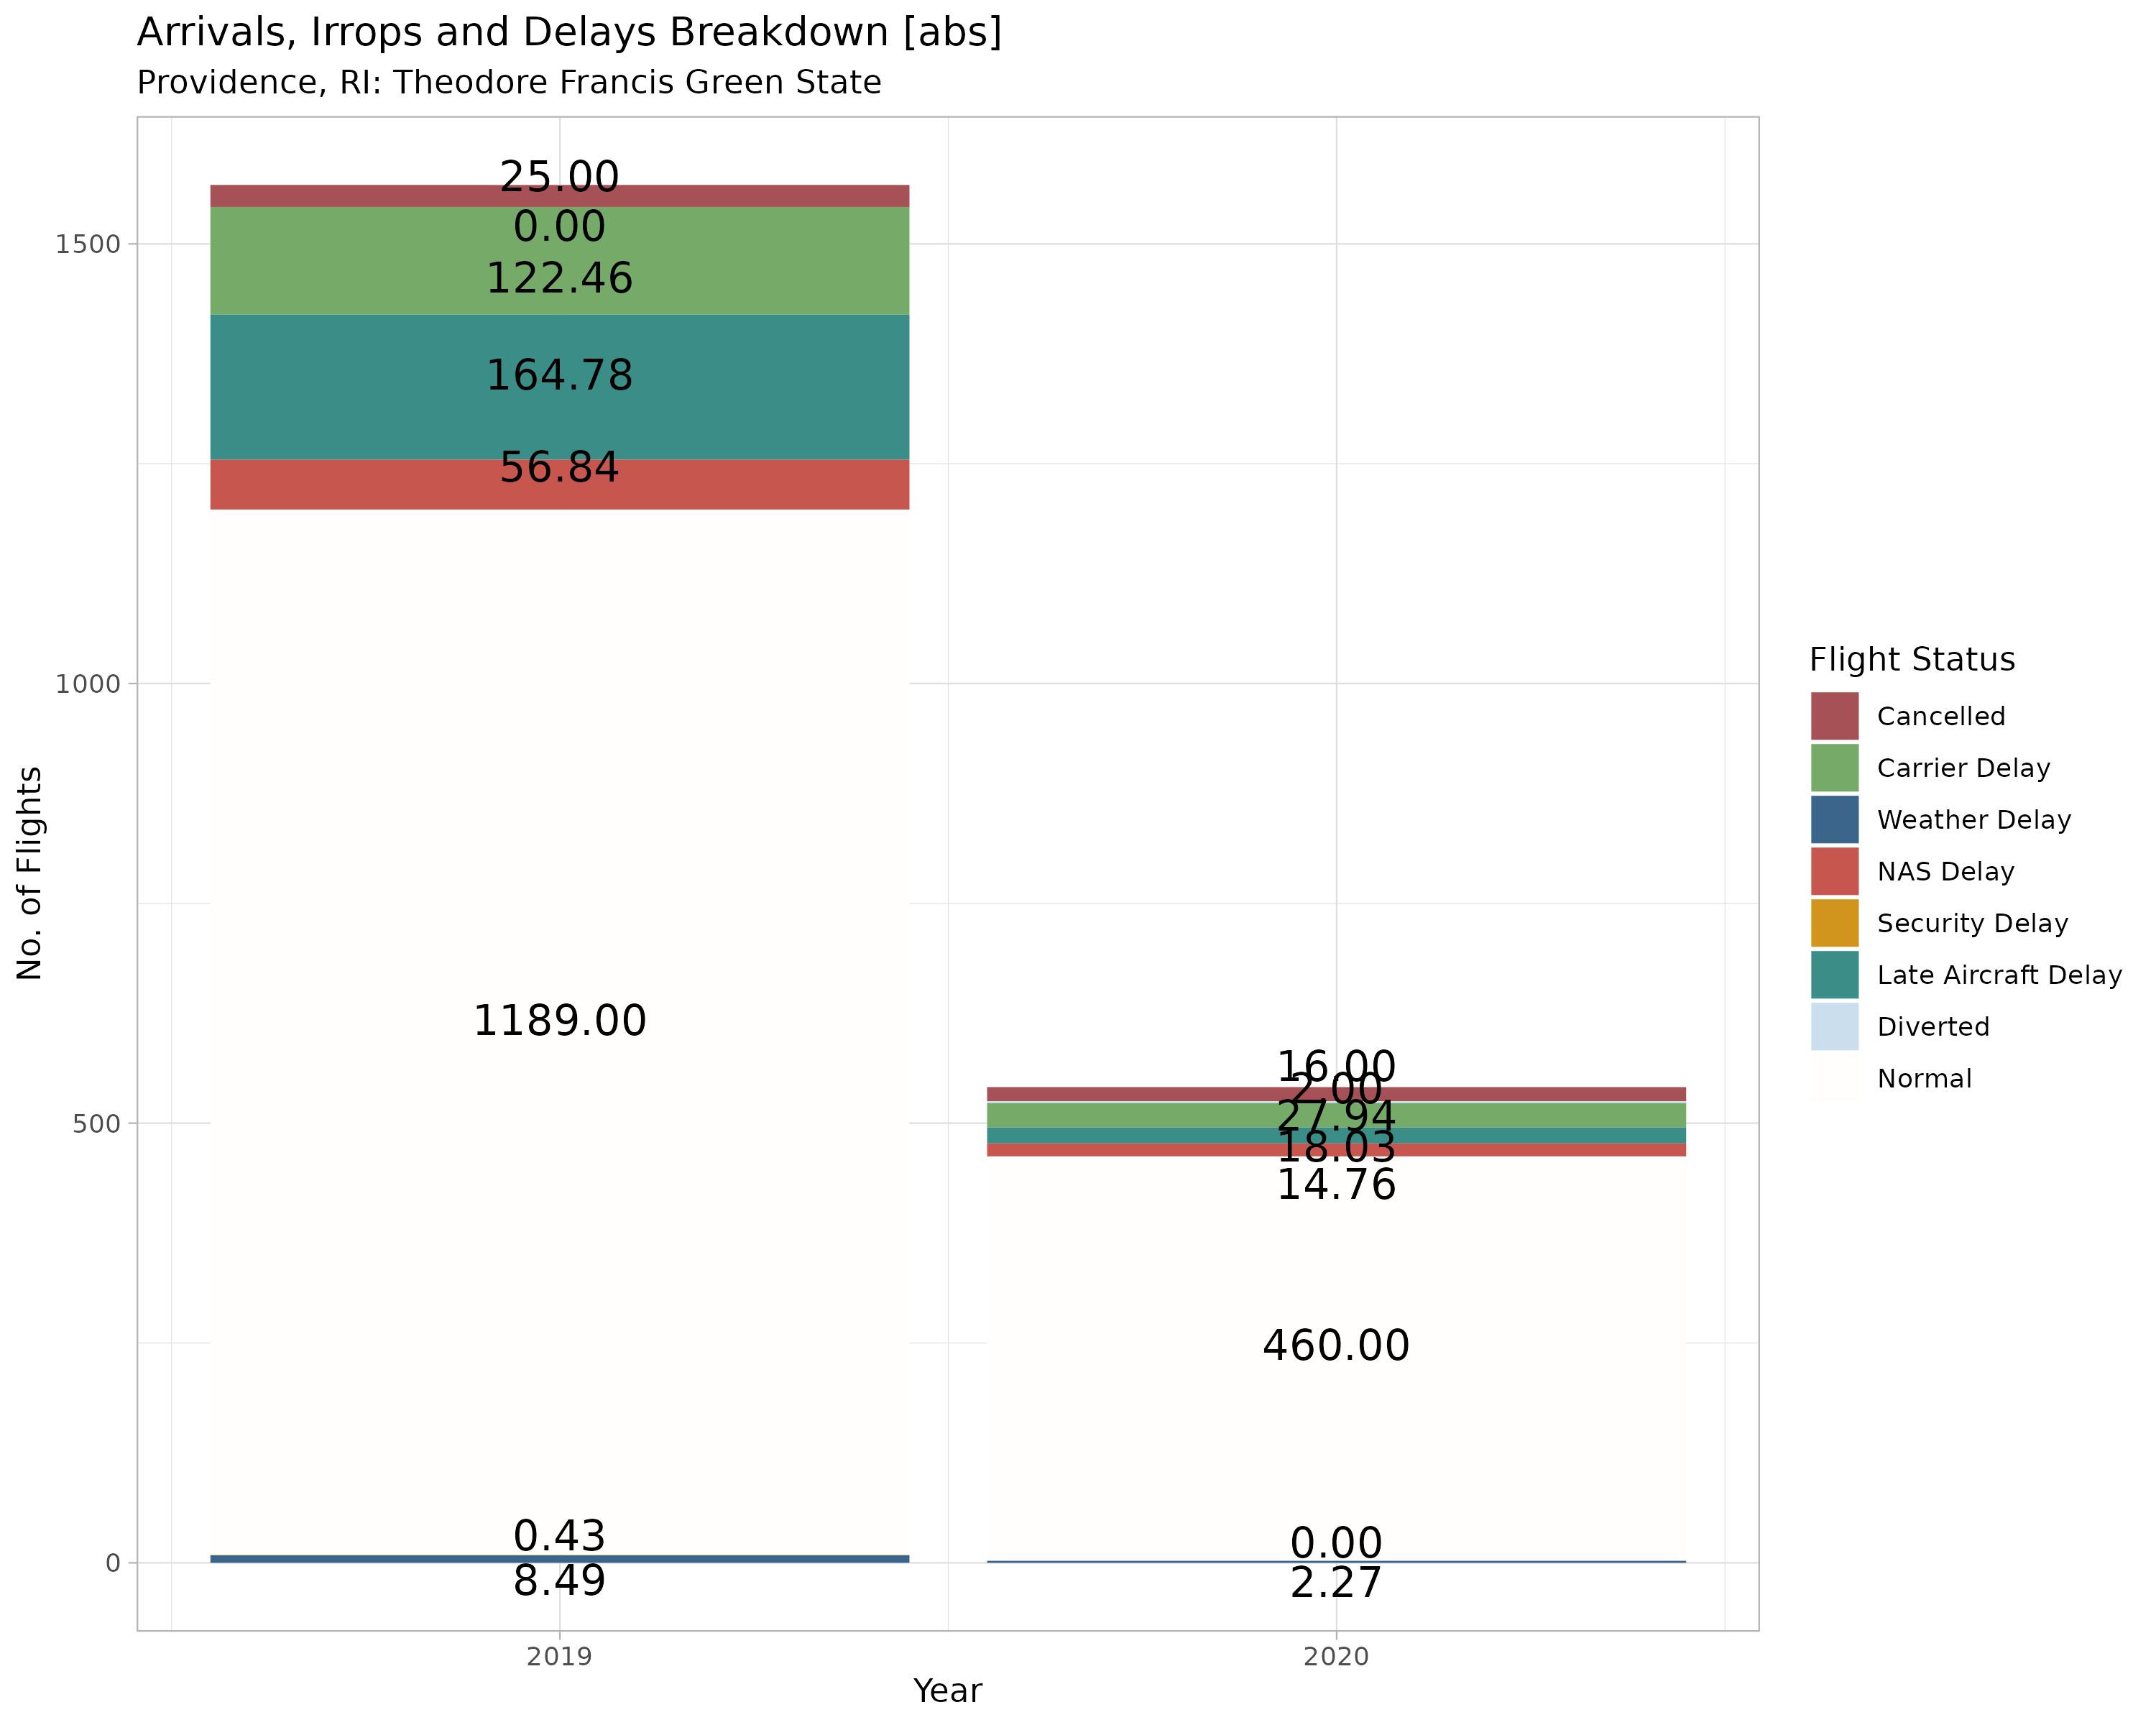 Arrivals, Irrops and Delays Breakdown [abs]
Providence, RI: Theodore Francis Green State
No. of Flights
1500
1000
500
0
25.00
0.00
122.46
164.78
56.84
1189.00
0.43
8.49
16.00
2.00
27.94
18.03
14.76
460.00
0.00
2.27
2019
2020
Year
Flight Status
Cancelled
Carrier Delay
Weather Delay
NAS Delay
Security Delay
Late Aircraft Delay
Diverted
Normal